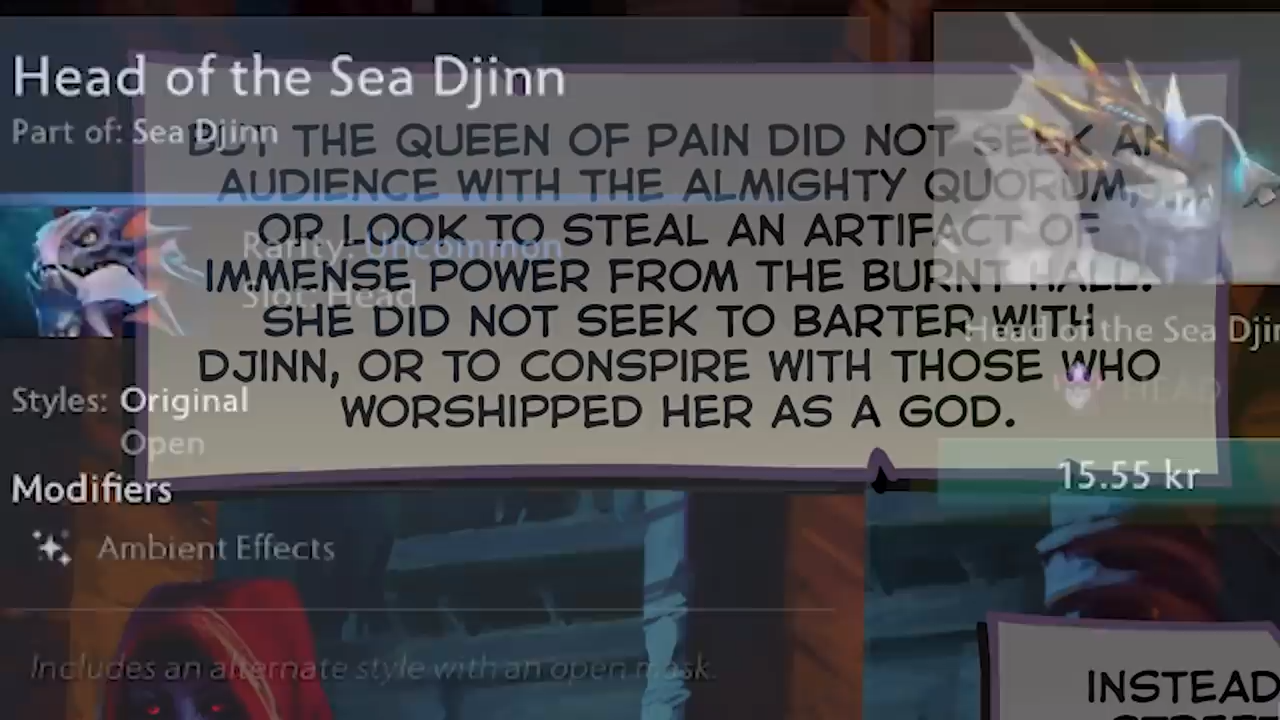 Head of the Sea Djinn
Part of: Sea Djinn
BUT THE QUEEN OF PAIN DID NOT SEEK AN
AUDIENCE WITH THE ALMIGHTY QUORUM,
OR LOOK TO STEAL AN ARTIFACT OF
IMMENSE POWER FROM THE BURNT HALL.
SHE DID NOT SEEK TO BARTER WITH
DJINN, OR TO CONSPIRE WITH THOSE WHO
WORSHIPPED HER AS A GOD.
Rarity: Uncommon
Slot: Head
Head of the Sea Djin
HEAD
15.55 kr
Styles: Original
Open
Modifiers
Ambient Effects
Includes an alternate style with an open mask.
INSTEAD